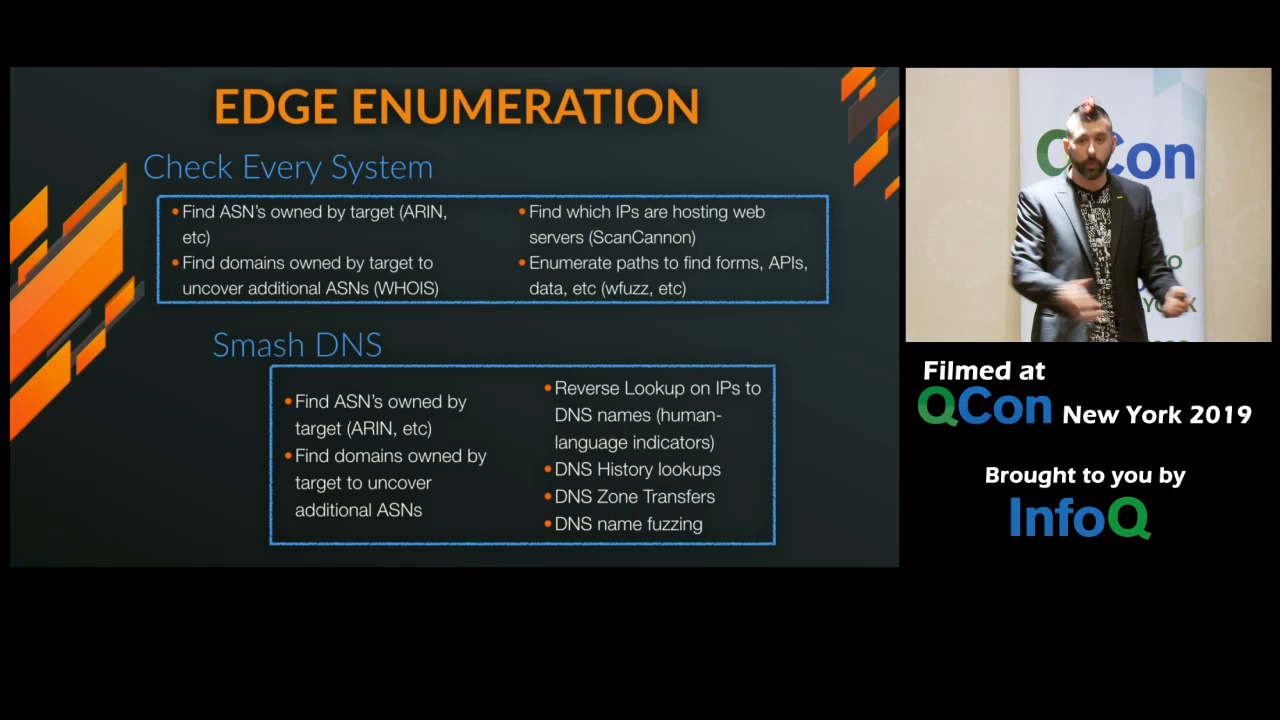 EDGE ENUMERATION
Check Every System
•Find ASN's owned by target (ARIN,
etc)
•Find domains owned by target to
uncover additional ASNs (WHOIS)
•Find which IPs are hosting web
servers (ScanCannon)
•Enumerate paths to find forms, APIs,
data, etc (wfuzz, etc)
Smash DNS
•Find ASN's owned by
target (ARIN, etc)
•Find domains owned by
target to uncover
additional ASNs
•Reverse Lookup on IPs to
DNS names (human-
language indicators)
•DNS History lookups
•DNS Zone Transfers
•DNS name fuzzing
QCon
Filmed at
QCon New York 2019
Brought to you by
InfoQ